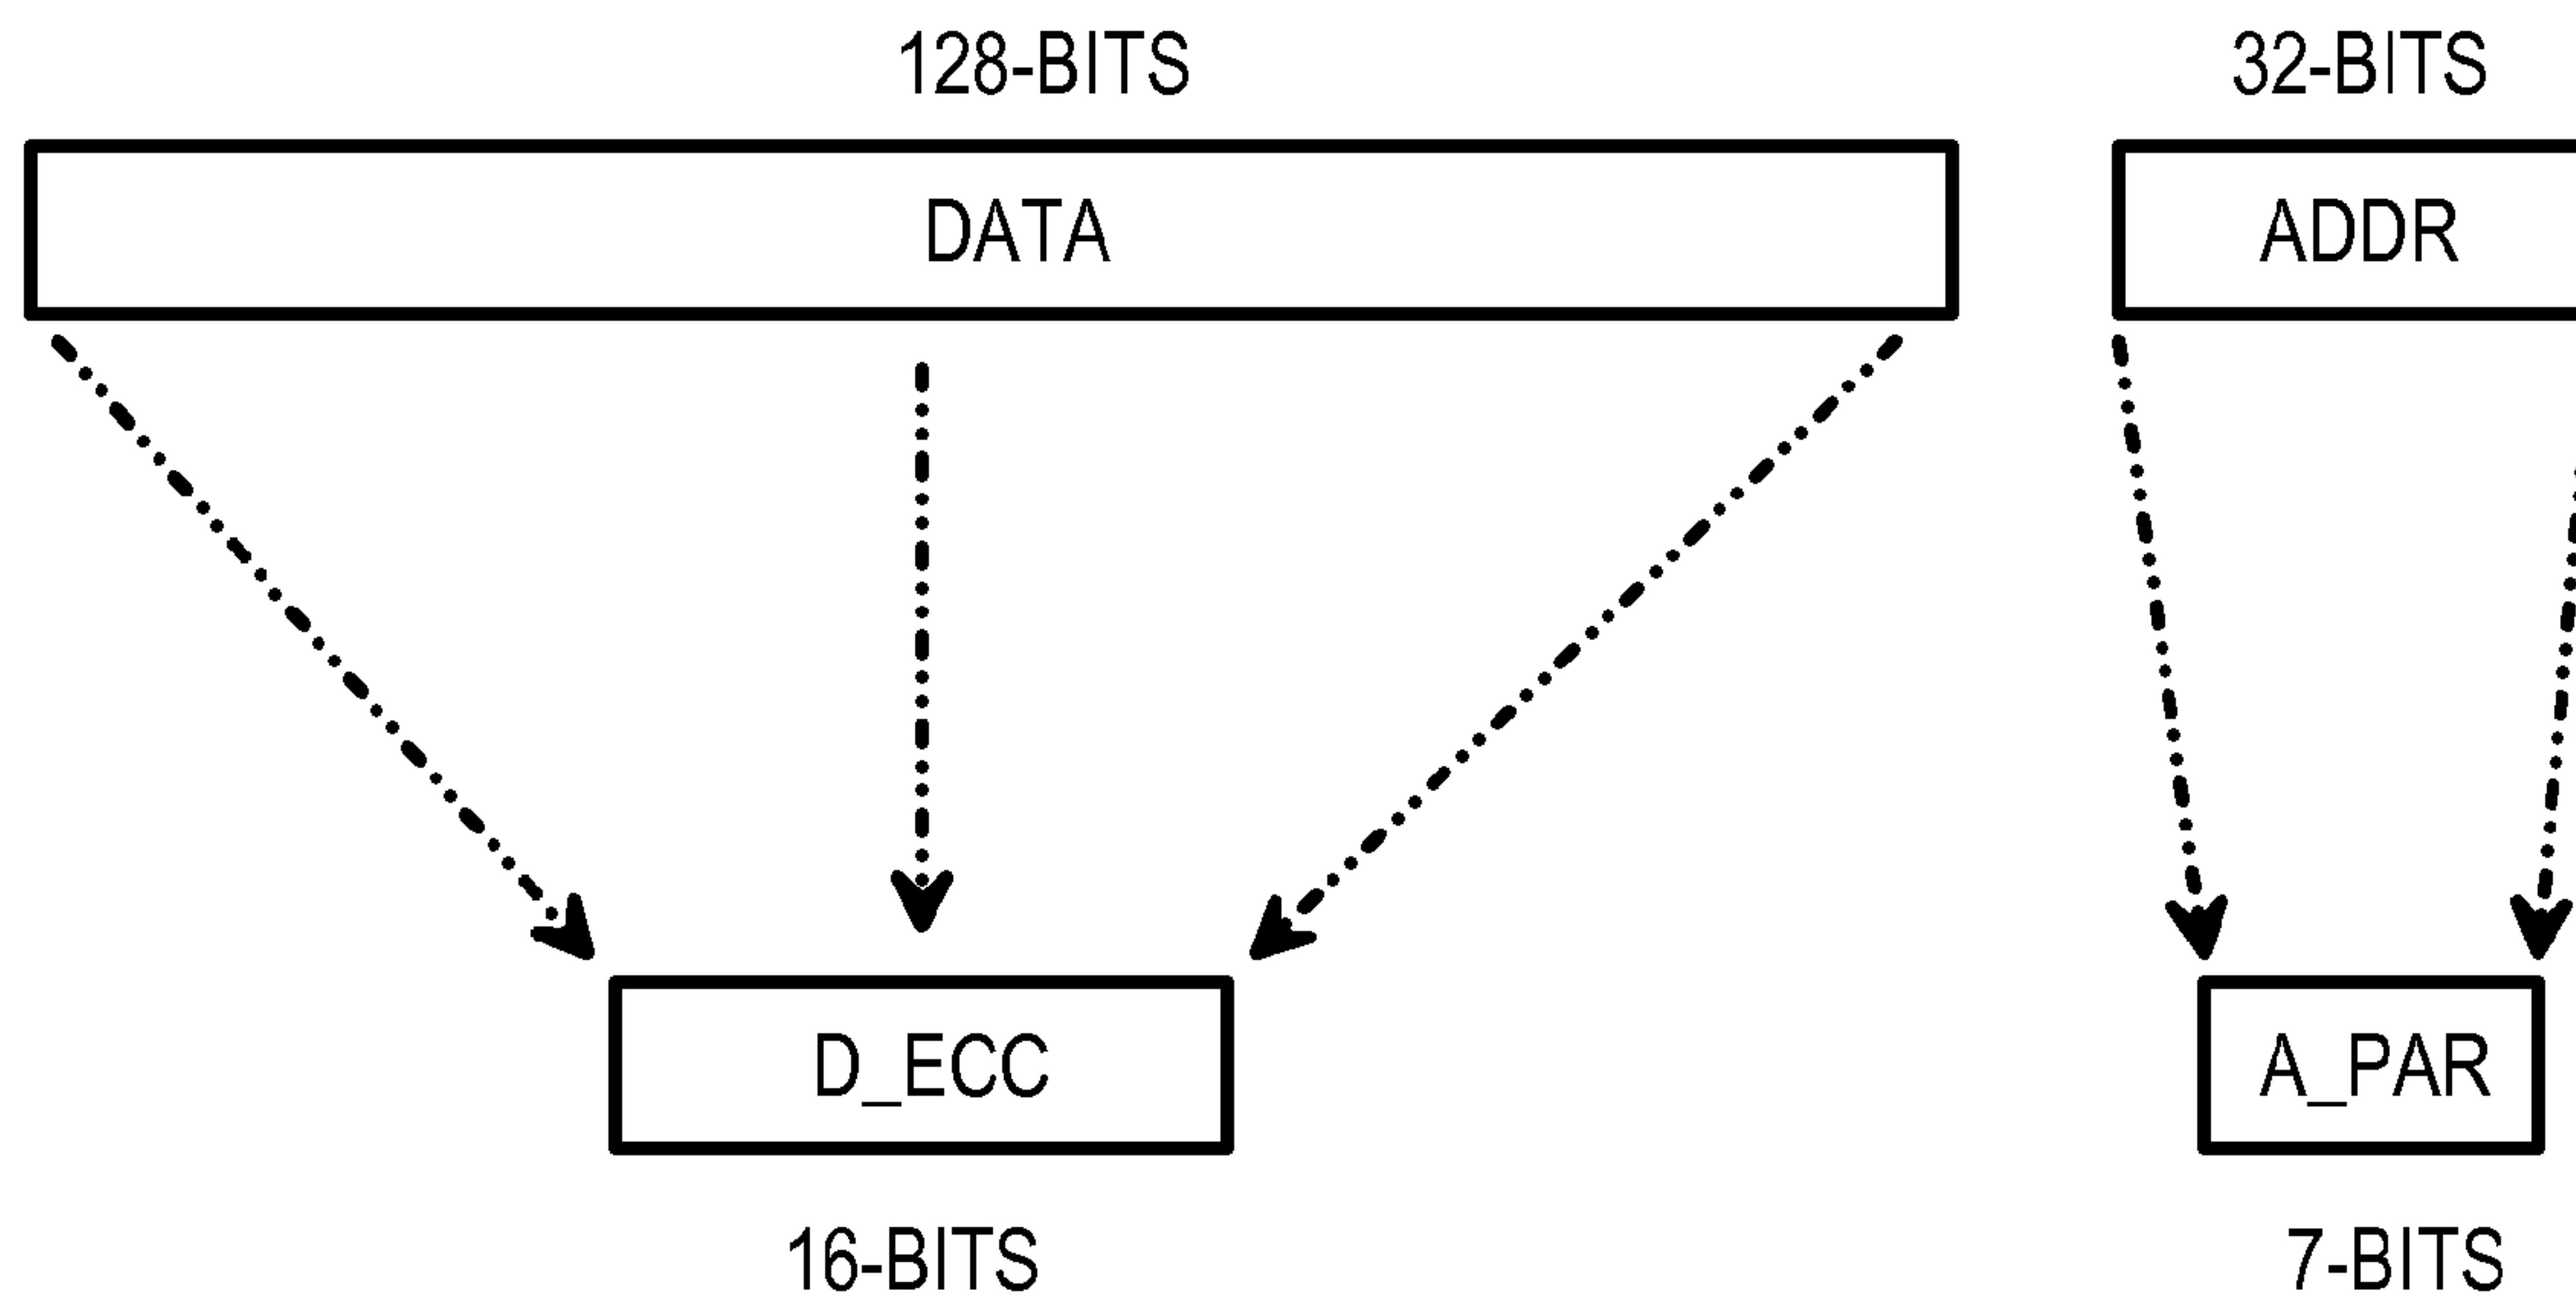 128-BITS
32-BITS
DATA
ADDR
D_ECC
A_PAR
16-BITS
7-BITS